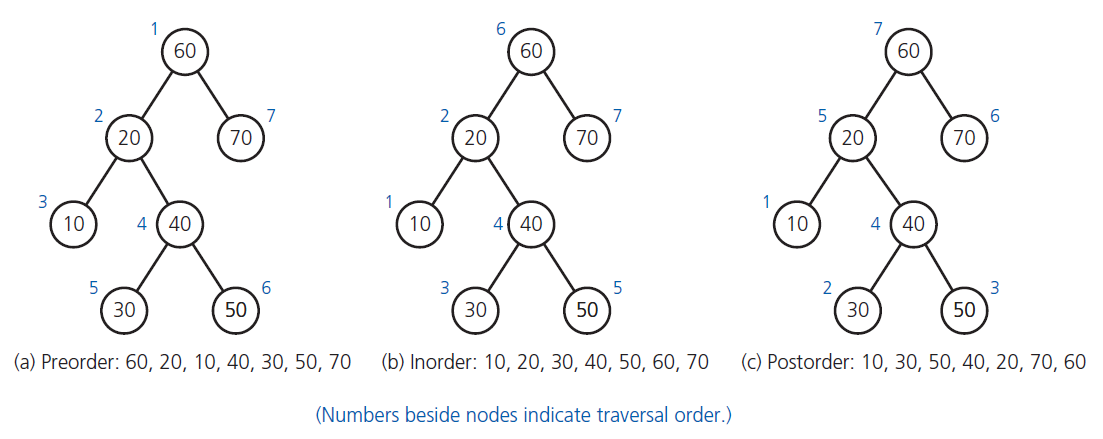 1 6 7
60 60 60
2 7 2 7 5 6
20 70 20 70 20 70
3 1 1
10 4 40 10 4 40 10 4 40
5 6 3 5 2 3
30 50 30 50 30 50
(a) Preorder: 60, 20, 10, 40, 30, 50, 70 (b) Inorder: 10, 20, 30, 40, 50, 60, 70 (c) Postorder: 10, 30, 50, 40, 20, 70, 60
(Numbers beside nodes indicate traversal order.)